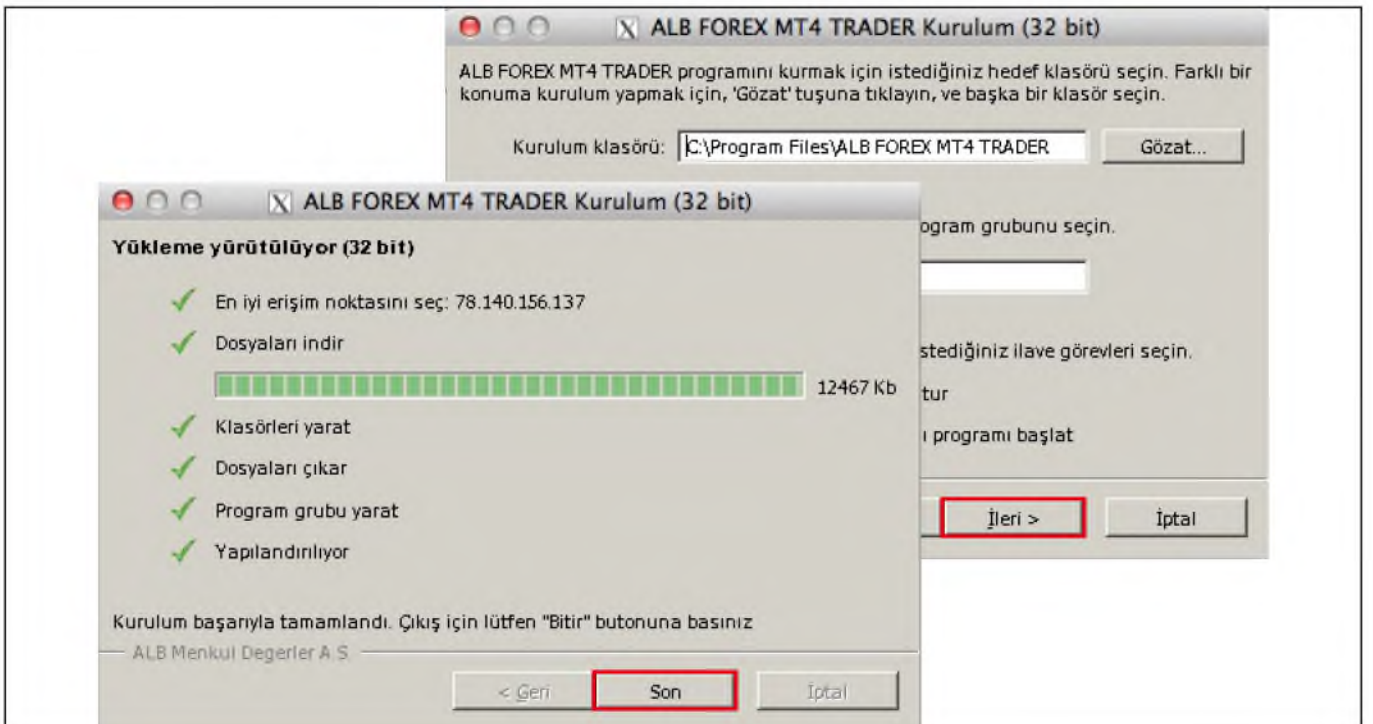 ALB FOREX MT4 TRADER Kurulum (32 bit)
ALB FOREX MT4 TRADER programını kurmak için istediğiniz hedef klasörü seçin. Farklı bir
konuma kurulum yapmak için, 'Gözat' tuşuna tıklayın, ve başka bir klasör seçin.
Kurulum klasörü: C:\Program Files\ALB FOREX MT4 TRADER Gözat...
ogram grubunu seçin.
stediğiniz ilave görevleri seçin.
tur
ı programı başlat
İleri > İptal
ALB FOREX MT4 TRADER Kurulum (32 bit)
Yükleme yürütülüyor (32 bit)
En iyi erişim noktasını seç: 78.140.156.137
Dosyaları indir
12467 Kb
Klasörleri yarat
Dosyaları çıkar
Program grubu yarat
Yapılandırılıyor
Kurulum başarıyla tamamlandı. Çıkış için lütfen "Bitir" butonuna basınız
ALB Menkul Degerler A.S.
< Geri Son İptal